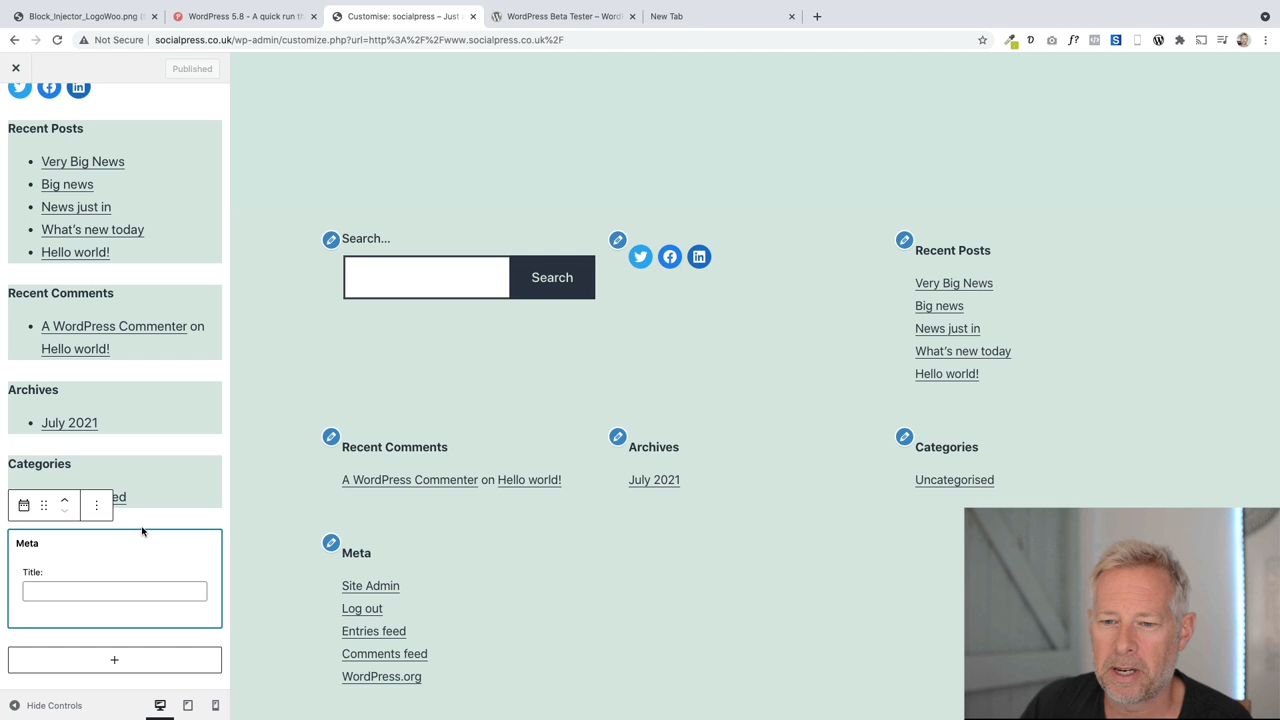 Block_Injector_LogoWoo.png (
WordPress 5.8 - A quick run th
Customise: socialpress – Just a
WordPress Beta Tester – WordP
New Tab
Not Secure
socialpress.co.uk/wp-admin/customize.php?url=http%3A%2F%2Fwww.socialpress.co.uk%2F
Published
Recent Posts
Very Big News
Big news
News just in
What's new today
Hello world!
Recent Comments
A WordPress Commenter on
Hello world!
Archives
July 2021
Categories
ed
Meta
Title:
Hide Controls
Search...
Search
Recent Posts
Very Big News
Big news
News just in
What's new today
Hello world!
Recent Comments
A WordPress Commenter on Hello world!
Archives
July 2021
Categories
Uncategorised
Meta
Site Admin
Log out
Entries feed
Comments feed
WordPress.org